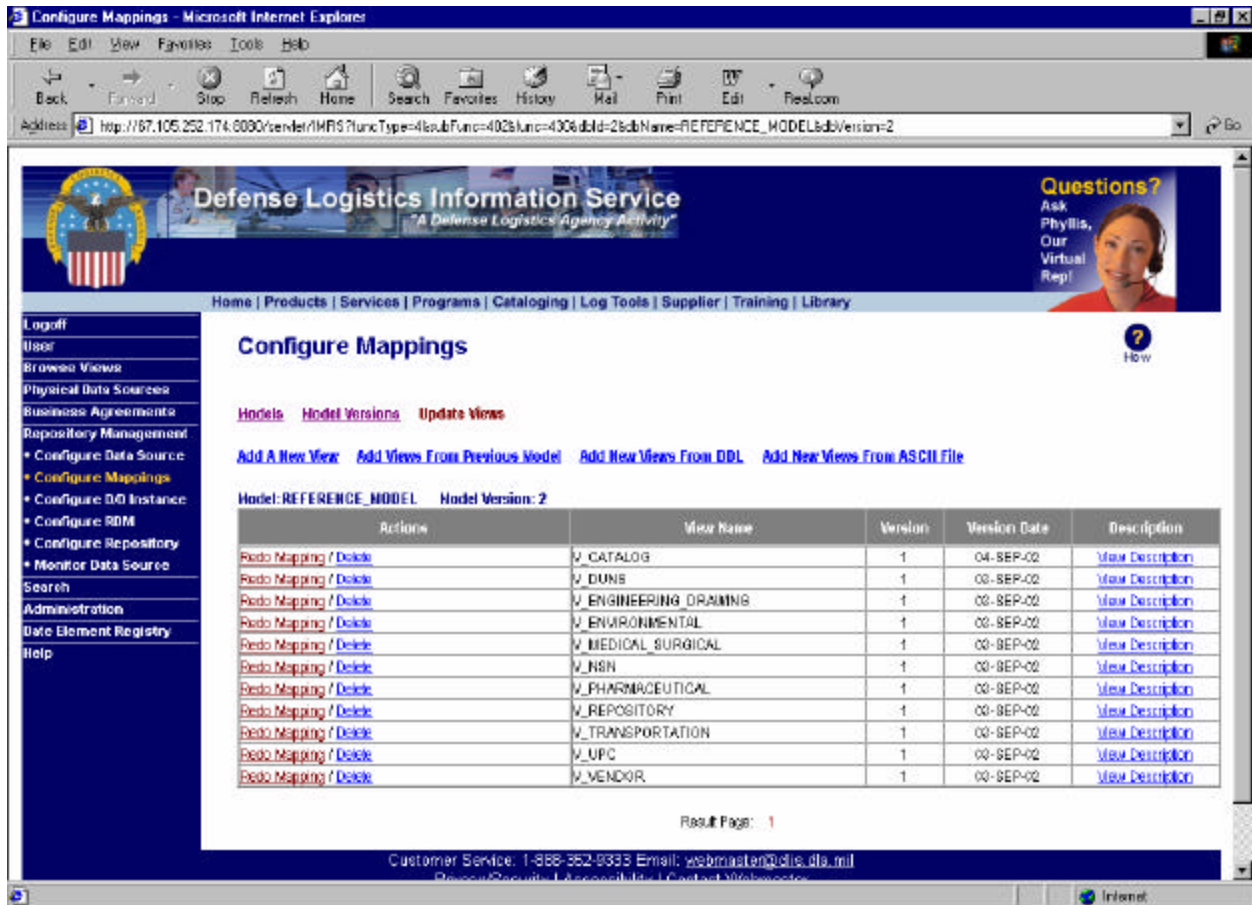 Configure Mappings - Microsoft Internet Explorer
File Edit View Favorites Tools Help
Back Forward Stop Refresh Home Search Favorites History Mail Print Edit Real.com
Address http://67.105.252.174:8080/servlet/IMRIS?funcType=4&subFunc=402&func=430&dbId=2&dbName=REFERENCE_MODEL&dbVersion=2 Go
Defense Logistics Information Service
"A Defense Logistics Agency Activity"
Questions?
Ask
Phyllis,
Our
Virtual
Rep!
Home | Products | Services | Programs | Cataloging | Log Tools | Supplier | Training | Library
Logoff
User
Browse Views
Physical Data Sources
Business Agreements
Repository Management
• Configure Data Source
• Configure Mappings
• Configure D/O Instance
• Configure RDM
• Configure Repository
• Monitor Data Source
Search
Administration
Date Element Registry
Help
Configure Mappings
? How
Models Model Versions Update Views
Add A New View Add Views From Previous Model Add New Views From DDL Add New Views From ASCII File
Model: REFERENCE_MODEL Model Version: 2
Actions View Name Version Version Date Description
Redo Mapping / Delete V_CATALOG 1 04-SEP-02 View Description
Redo Mapping / Delete V_DUNS 1 03-SEP-02 View Description
Redo Mapping / Delete V_ENGINEERING_DRAWING 1 03-SEP-02 View Description
Redo Mapping / Delete V_ENVIRONMENTAL 1 03-SEP-02 View Description
Redo Mapping / Delete V_MEDICAL_SURGICAL 1 03-SEP-02 View Description
Redo Mapping / Delete V_NSN 1 03-SEP-02 View Description
Redo Mapping / Delete V_PHARMACEUTICAL 1 03-SEP-02 View Description
Redo Mapping / Delete V_REPOSITORY 1 03-SEP-02 View Description
Redo Mapping / Delete V_TRANSPORTATION 1 03-SEP-02 View Description
Redo Mapping / Delete V_UPC 1 03-SEP-02 View Description
Redo Mapping / Delete V_VENDOR 1 03-SEP-02 View Description
Result Page: 1
Customer Service: 1-888-352-9333 Email: webmaster@dlis.dla.mil
Privacy/Security | Accessibility | Contact Webmaster
Internet